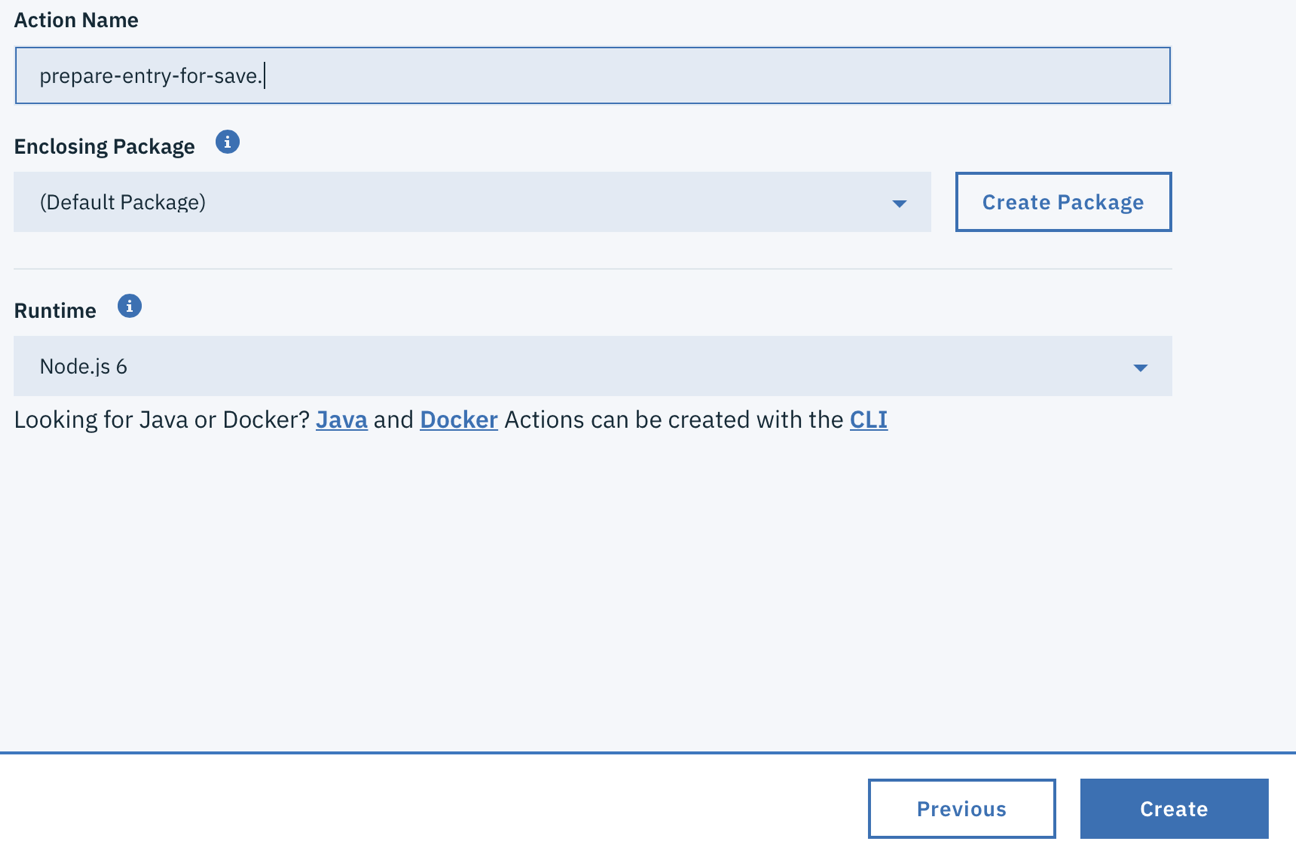 Action Name
prepare-entry-for-save.
Enclosing Package
(Default Package)
Create Package
Runtime
Node.js 6
Looking for Java or Docker? Java and Docker Actions can be created with the CLI
Previous
Create